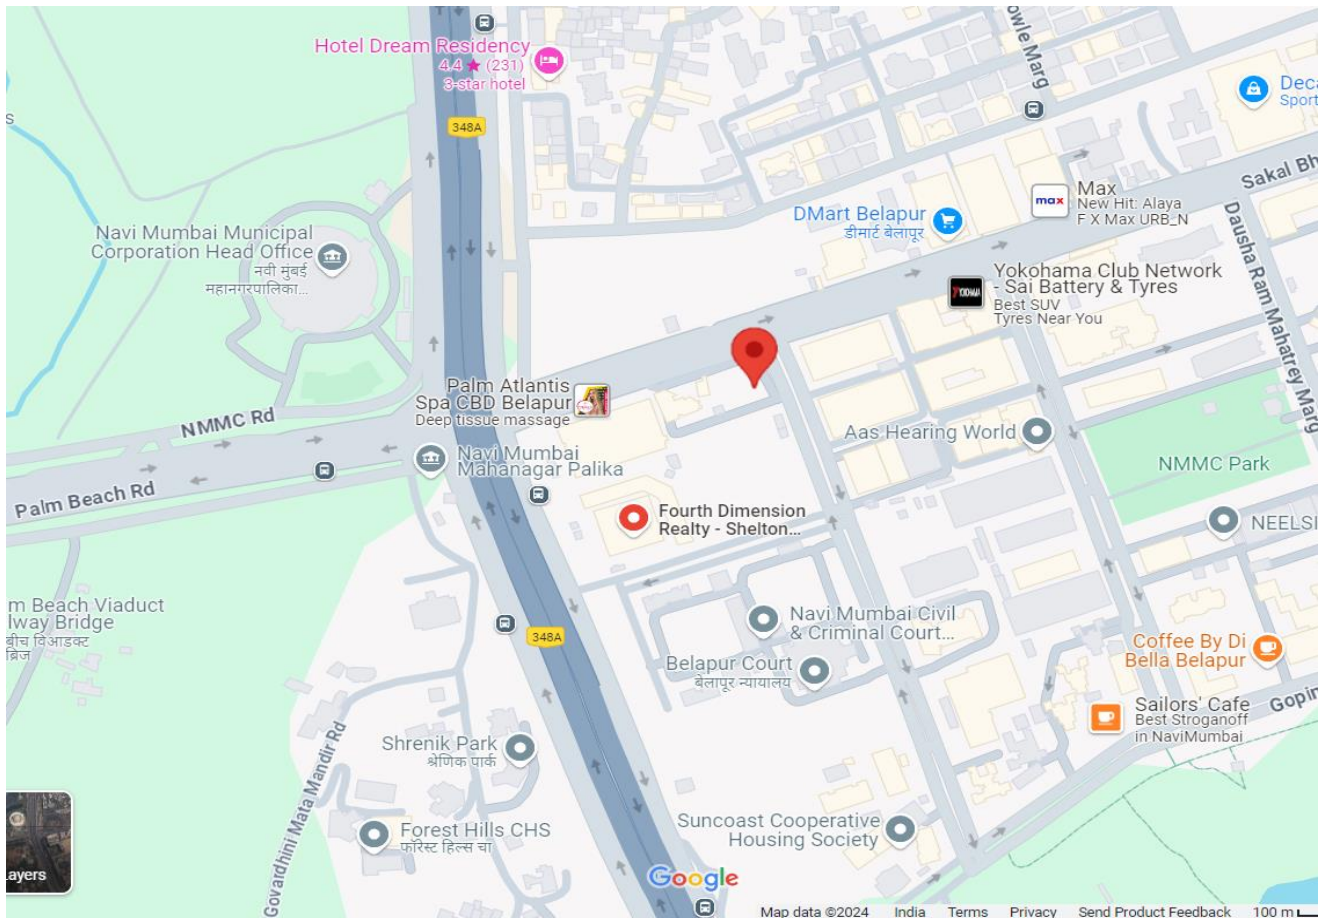 owle Marg
Hotel Dream Residency
4.4 ★ (231)
3-star hotel
Deca
Sport
348A
Sakal Bh
max
Max
New Hit: Alaya
F X Max URB_N
DMart Belapur
डीमार्ट बेलापूर
Dausha Ram Mahatrey Marg
Navi Mumbai Municipal
Corporation Head Office
नवी मुंबई
महानगरपालिका...
Yokohama Club Network
- Sai Battery & Tyres
Best SUV
Tyres Near You
Palm Atlantis
Spa CBD Belapur
Deep tissue massage
NMMC Rd
Aas Hearing World
Navi Mumbai
Mahanagar Palika
NMMC Park
Palm Beach Rd
Fourth Dimension
Realty - Shelton...
NEELSI
m Beach Viaduct
lway Bridge
बीच विआडक्ट
ब्रिज
Navi Mumbai Civil
& Criminal Court...
348A
Coffee By Di
Bella Belapur
Belapur Court
बेलापूर न्यायालय
Sailors' Cafe
Best Stroganoff
in NaviMumbai
Gopin
Shrenik Park
श्रेणिक पार्क
Govardhini Mata Mandir Rd
Suncoast Cooperative
Housing Society
Forest Hills CHS
फॉरेस्ट हिल्स चा
ayers
Google
Map data ©2024 India Terms Privacy Send Product Feedback 100 m